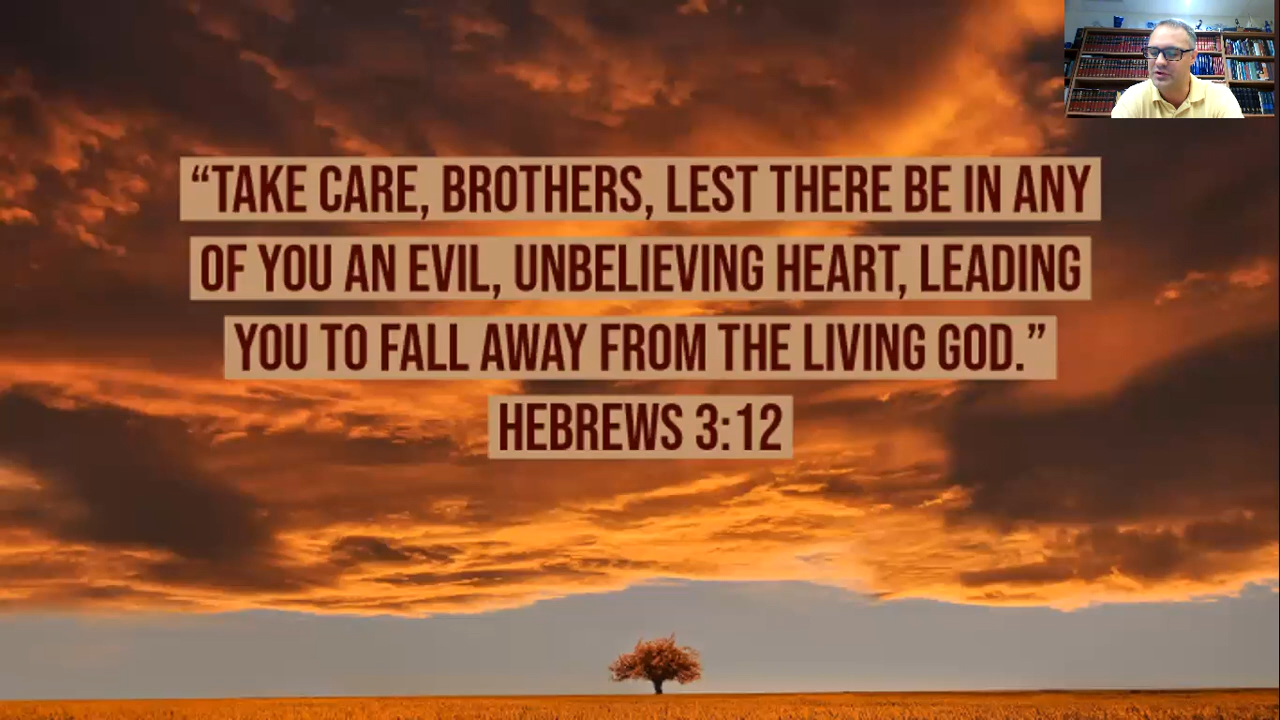 “TAKE CARE, BROTHERS, LEST THERE BE IN ANY
OF YOU AN EVIL, UNBELIEVING HEART, LEADING
YOU TO FALL AWAY FROM THE LIVING GOD.”
HEBREWS 3:12